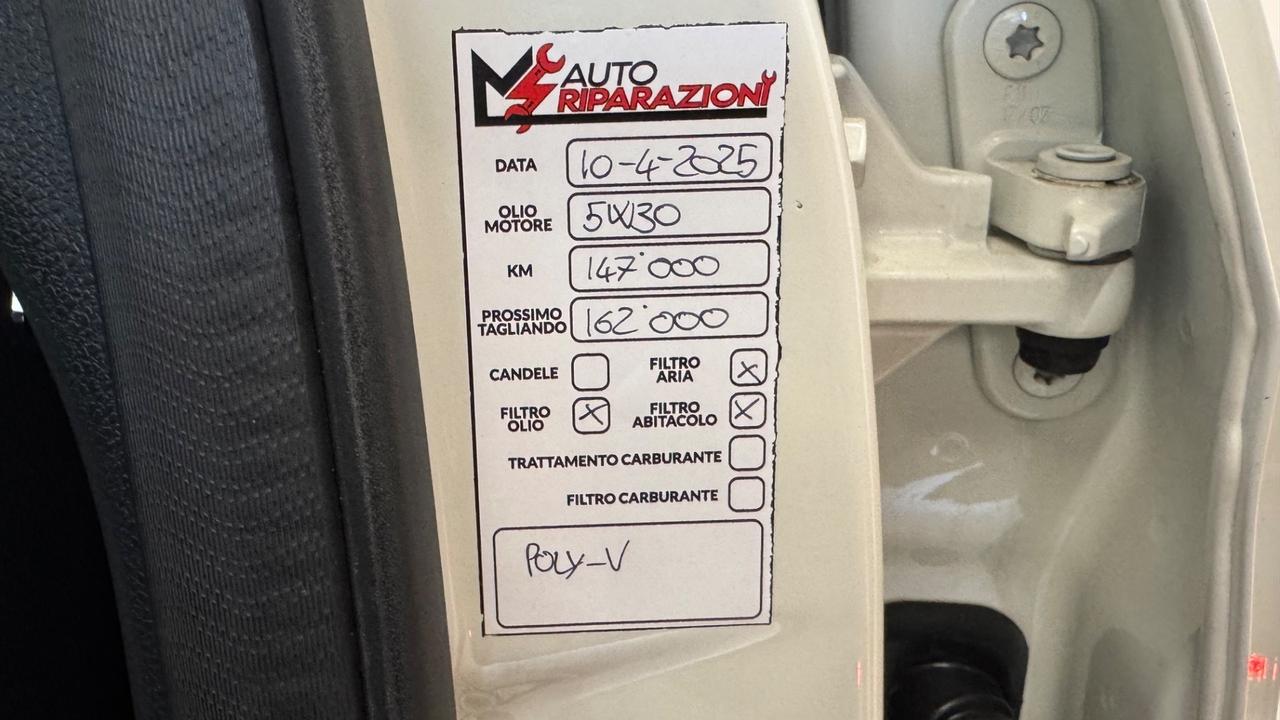 AUTO
RIPARAZIONI
DATA 10-4-2025
OLIO
MOTORE 5W30
KM 147'000
PROSSIMO
TAGLIANDO 162'000
CANDELE
FILTRO
ARIA X
FILTRO
OLIO X
FILTRO
ABITACOLO X
TRATTAMENTO CARBURANTE
FILTRO CARBURANTE
POLY-V